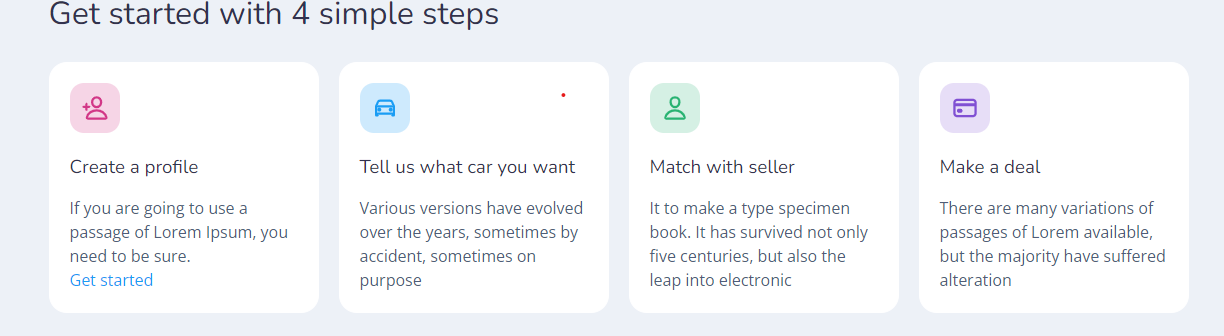 Get started with 4 simple steps
Create a profile
If you are going to use a
passage of Lorem Ipsum, you
need to be sure.
Get started
Tell us what car you want
Various versions have evolved
over the years, sometimes by
accident, sometimes on
purpose
Match with seller
It to make a type specimen
book. It has survived not only
five centuries, but also the
leap into electronic
Make a deal
There are many variations of
passages of Lorem available,
but the majority have suffered
alteration